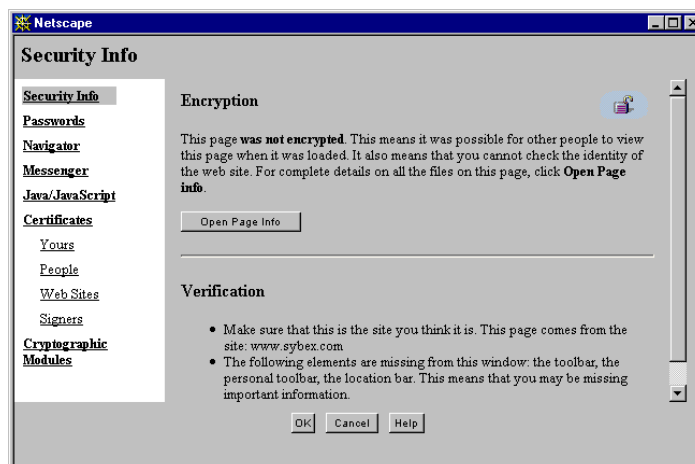 Netscape
Security Info
Security Info
Passwords
Navigator
Messenger
Java/JavaScript
Certificates
Yours
People
Web Sites
Signers
Cryptographic
Modules
Encryption
This page was not encrypted. This means it was possible for other people to view
this page when it was loaded. It also means that you cannot check the identity of
the web site. For complete details on all the files on this page, click Open Page
info.
Open Page Info
Verification
• Make sure that this is the site you think it is. This page comes from the
site: www.sybex.com
• The following elements are missing from this window: the toolbar, the
personal toolbar, the location bar. This means that you may be missing
important information.
OK Cancel Help